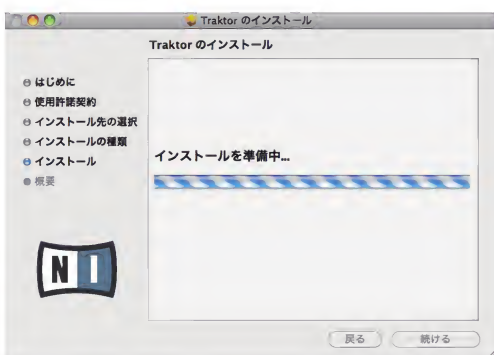 Traktor のインストール
Traktor のインストール
はじめに
使用許諾契約
インストール先の選択
インストールの種類
インストール
概要
インストールを準備中...
NI
戻る
続ける